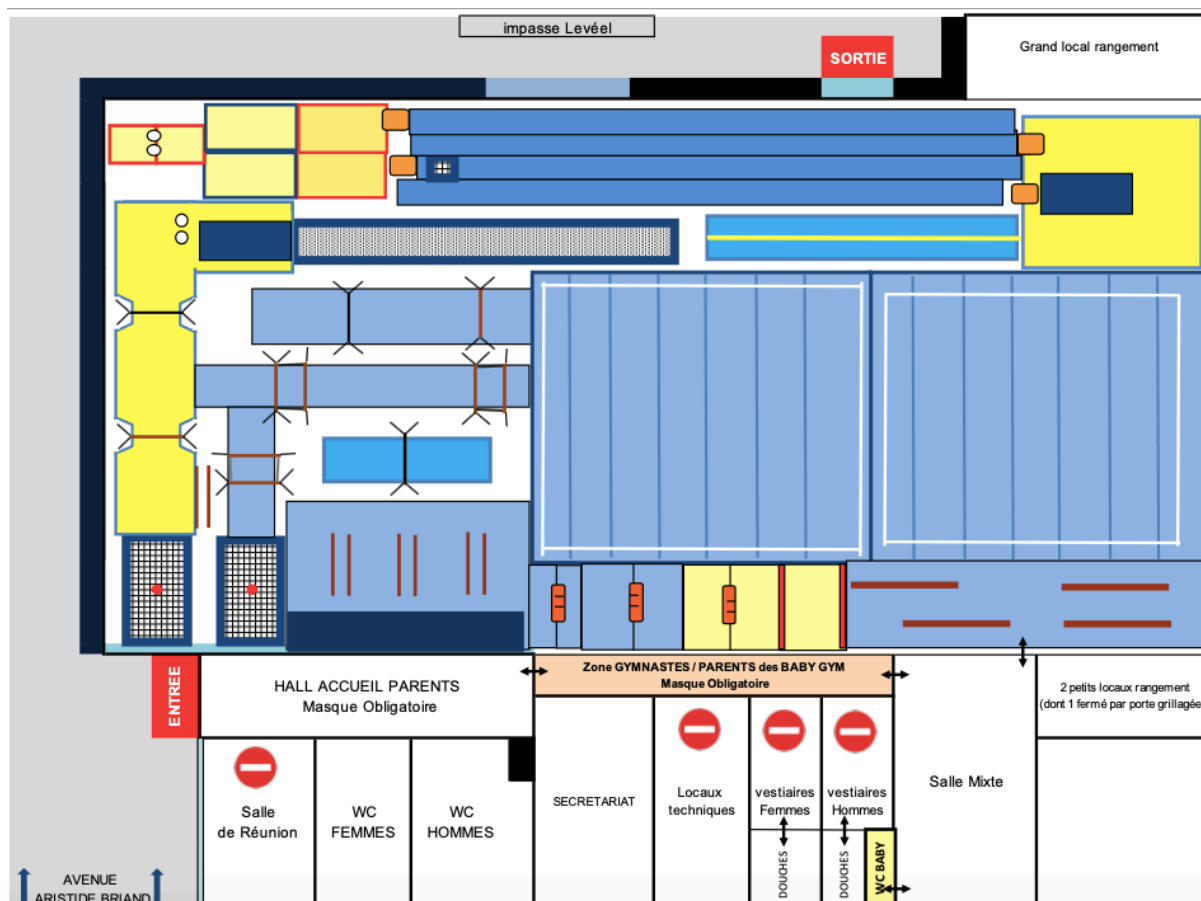 impasse Levéel
Grand local rangement
SORTIE
ENTREE
HALL ACCUEIL PARENTS
Masque Obligatoire
Zone GYMNASTES / PARENTS des BABY GYM
Masque Obligatoire
2 petits locaux rangement
(dont 1 fermé par porte grillagée
Salle
de Réunion
WC
FEMMES
WC
HOMMES
SECRETARIAT
Locaux
techniques
vestiaires
Femmes
vestiaires
Hommes
Salle Mixte
DOUCHES
DOUCHES
WC BABY
AVENUE
ARISTIDE BRIAND